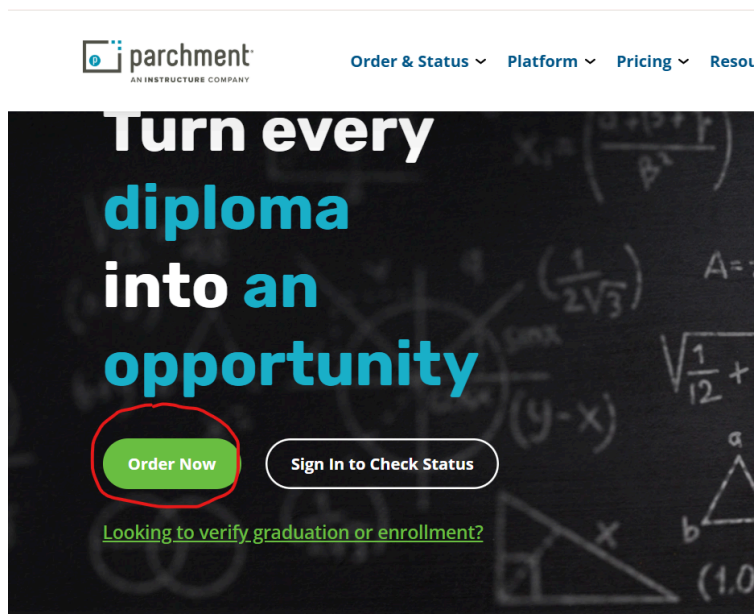 parchment
AN INSTRUCTURE COMPANY
Order & Status Platform Pricing
Turn every
diploma
into an
opportunity
Order Now Sign In to Check Status
Looking to verify graduation or enrollment?